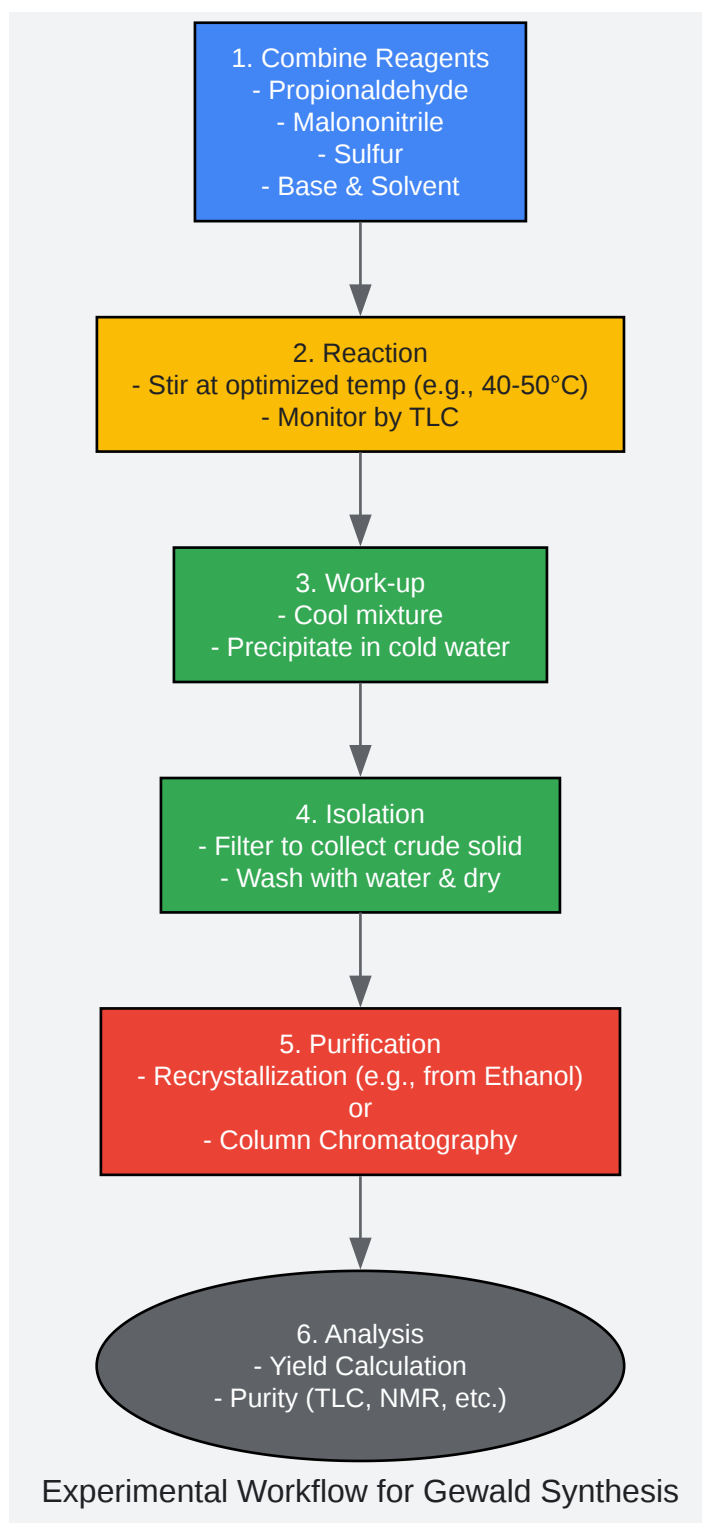 1. Combine Reagents
- Propionaldehyde
- Malononitrile
- Sulfur
- Base & Solvent
2. Reaction
- Stir at optimized temp (e.g., 40-50°C)
- Monitor by TLC
3. Work-up
- Cool mixture
- Precipitate in cold water
4. Isolation
- Filter to collect crude solid
- Wash with water & dry
5. Purification
- Recrystallization (e.g., from Ethanol)
or
- Column Chromatography
6. Analysis
- Yield Calculation
- Purity (TLC, NMR, etc.)
Experimental Workflow for Gewald Synthesis